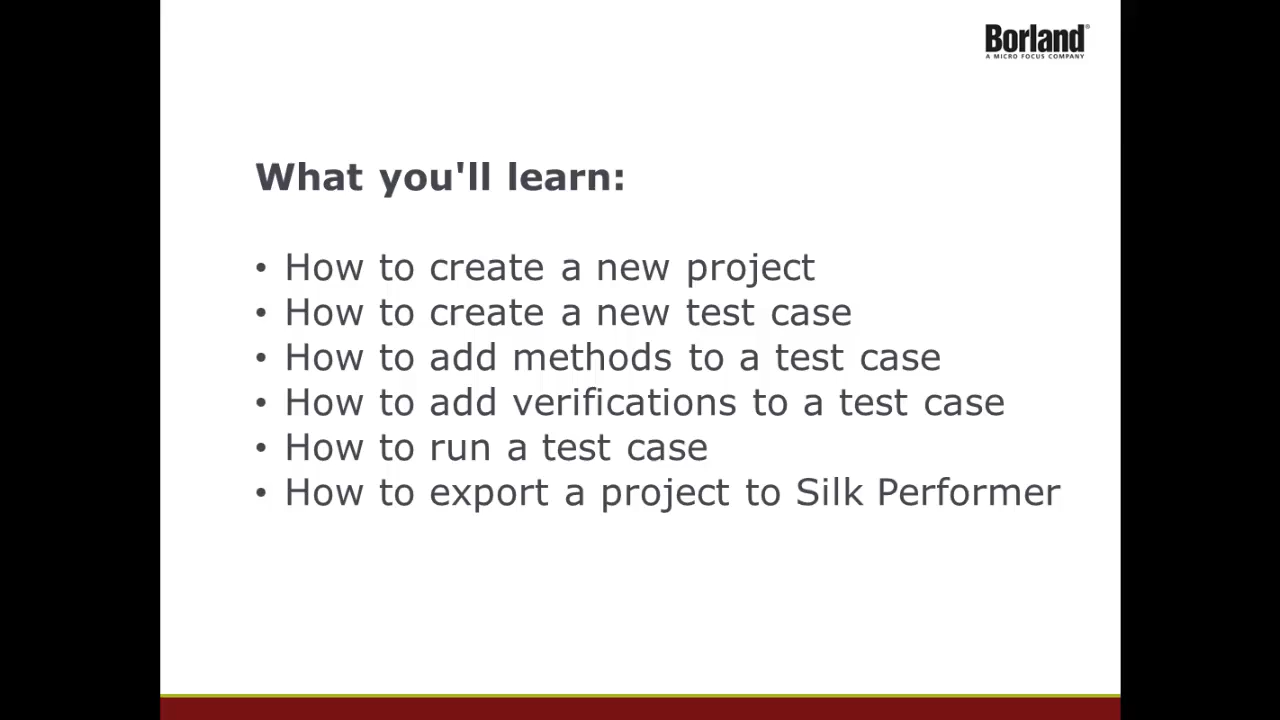 Borland®
A MICRO FOCUS COMPANY
What you'll learn:
• How to create a new project
• How to create a new test case
• How to add methods to a test case
• How to add verifications to a test case
• How to run a test case
• How to export a project to Silk Performer